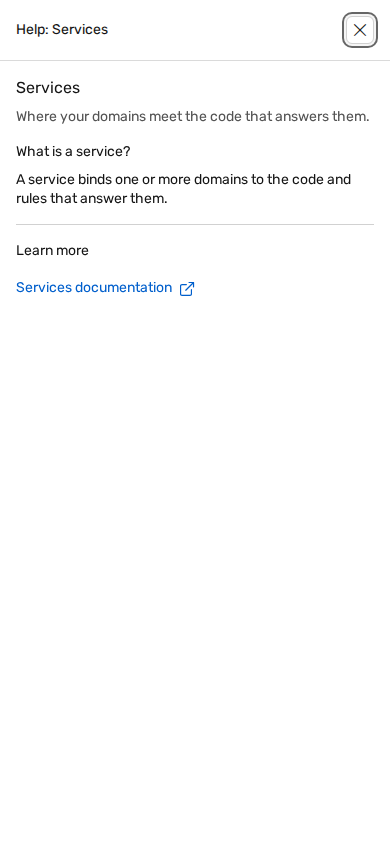 Help: Services
Services
Where your domains meet the code that answers them.
What is a service?
A service binds one or more domains to the code and
rules that answer them.
Learn more
Services documentation